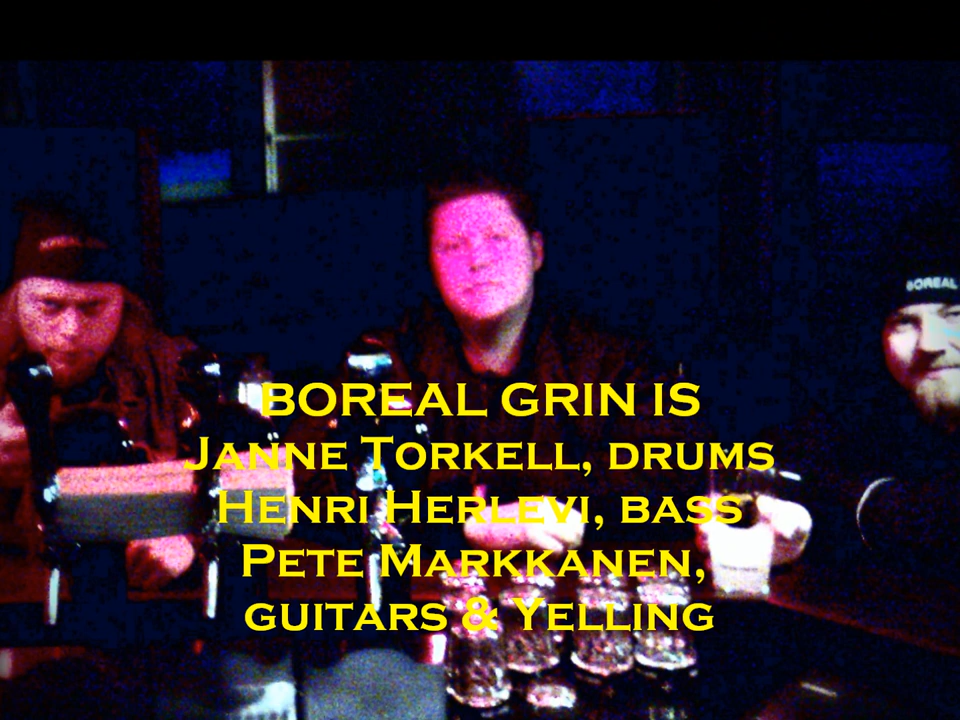 BOREAL
BOREAL GRIN IS
JANNE TORKELL, DRUMS
HENRI HERLEVI, BASS
PETE MARKKANEN,
GUITARS & YELLING